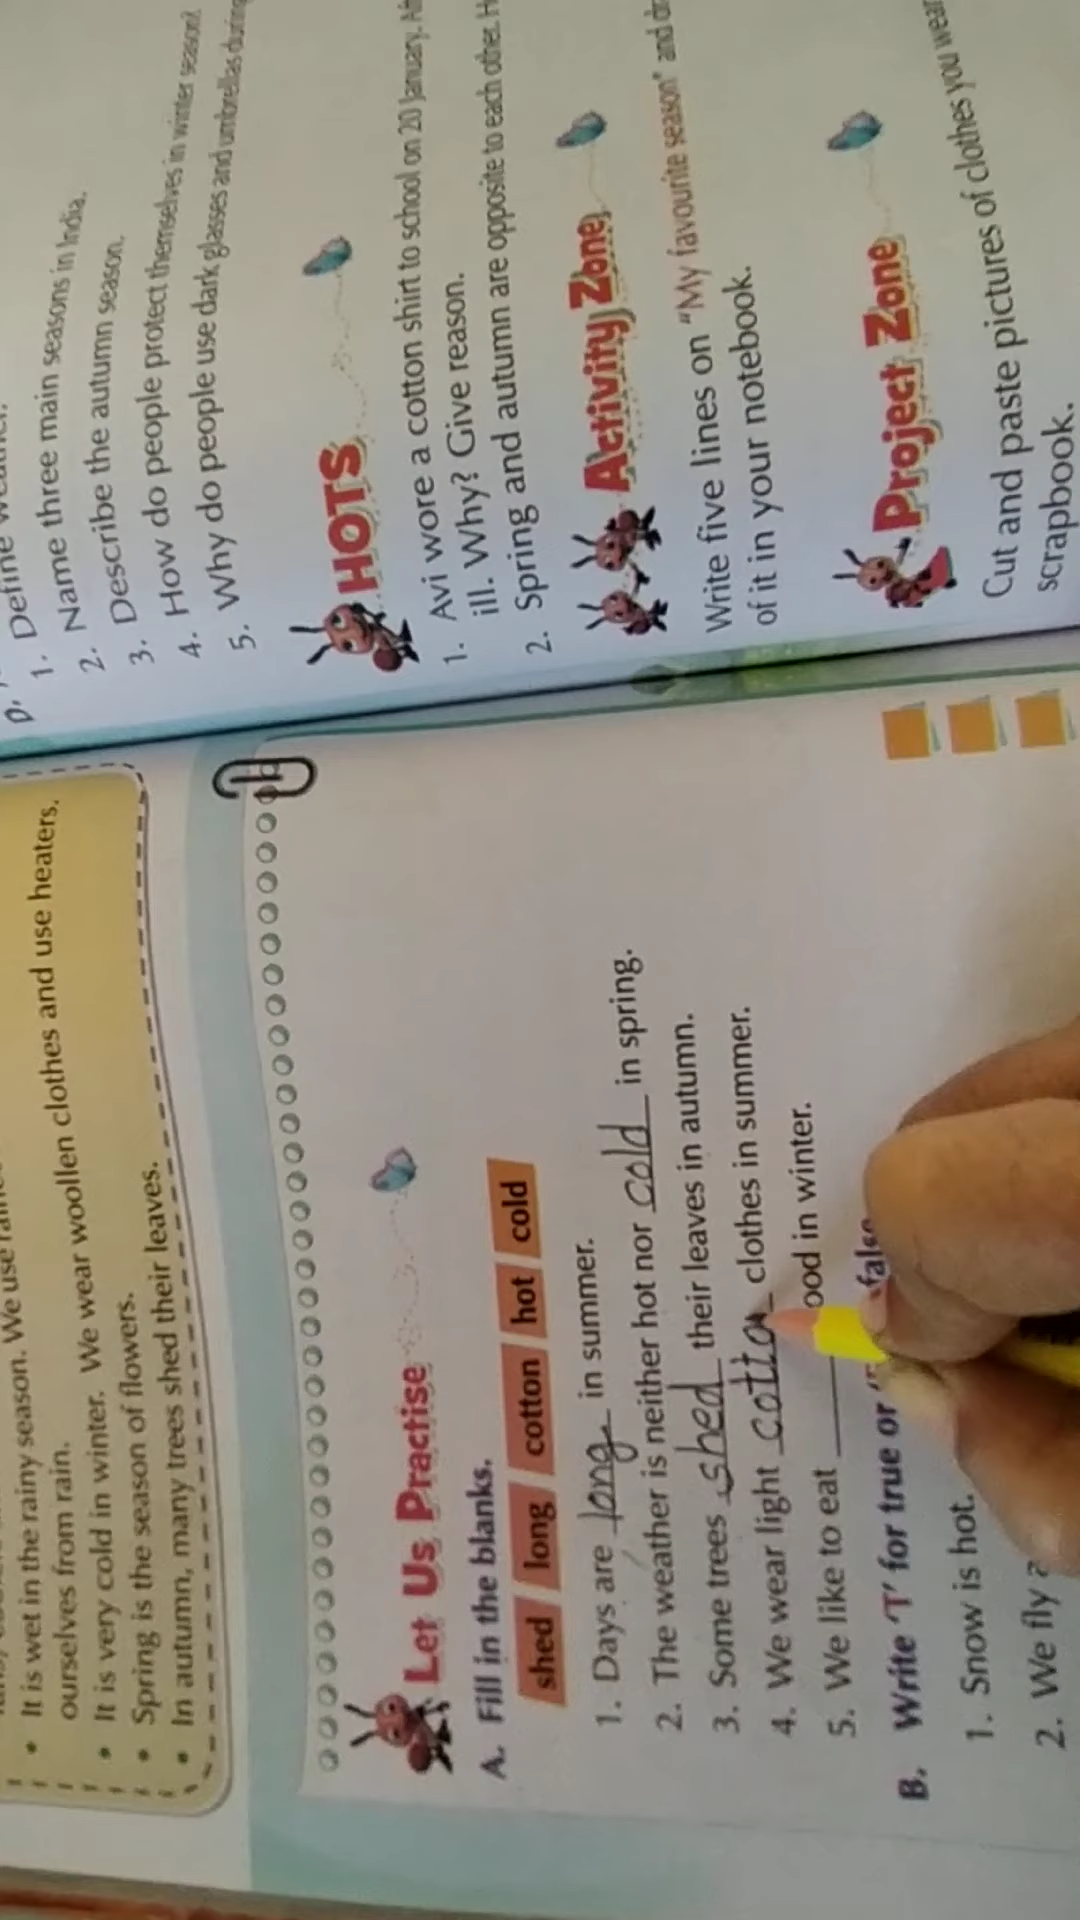 It is wet in the rainy season. We use
ourselves from rain.
It is very cold in winter. We wear woollen clothes and use heaters.
Spring is the season of flowers.
In autumn, many trees shed their leaves.
Let Us Practise
A. Fill in the blanks.
shed long cotton hot cold
1. Days are long in summer.
2. The weather is neither hot nor cold in spring.
3. Some trees shed their leaves in autumn.
4. We wear light cotton clothes in summer.
5. We like to eat ood in winter.
B. Write 'T' for true or false
1. Snow is hot.
2. We fly
D.
1. Define
2. Name three main seasons in India.
3. Describe the autumn season.
4. How do people protect themselves in winter season?
5. Why do people use dark glasses and umbrellas during
HOTS
1. Avi wore a cotton shirt to school on 20 January.
ill. Why? Give reason.
2. Spring and autumn are opposite to each other.
Activity Zone
Write five lines on "My favourite season" and
of it in your notebook.
Project Zone
Cut and paste pictures of clothes you wear
scrapbook.